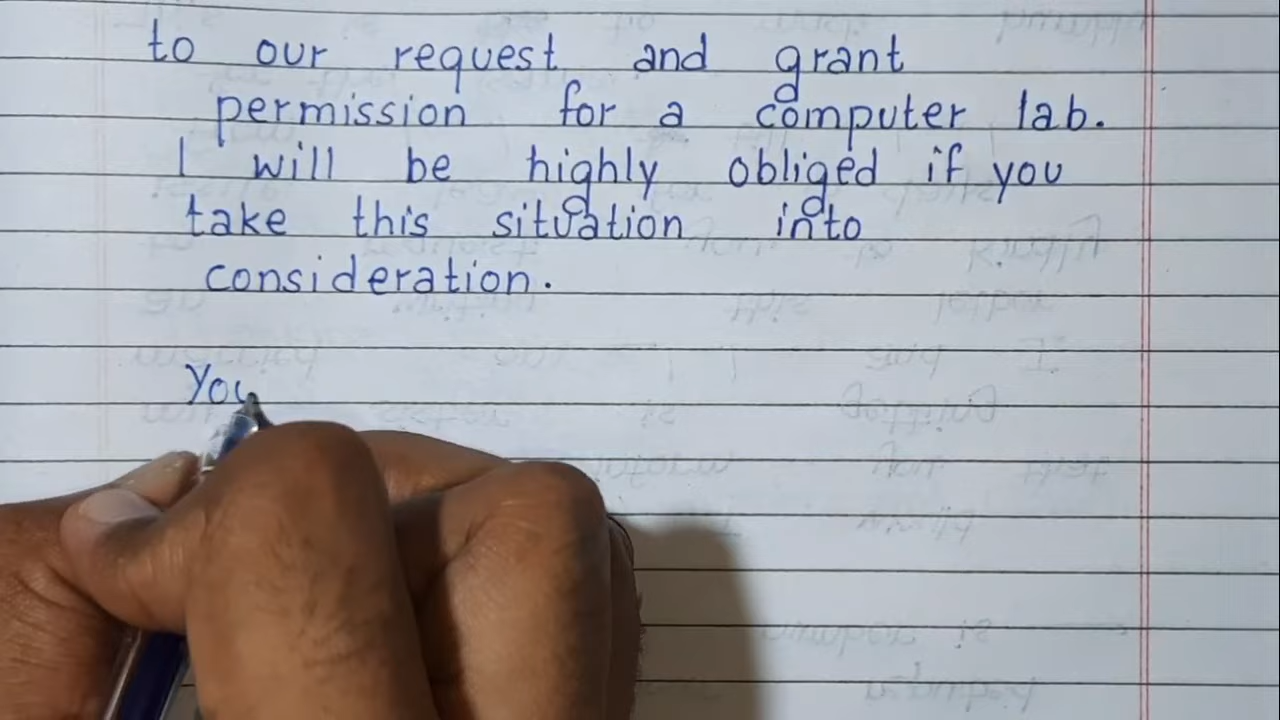 to our request and grant
permission for a computer lab.
I will be highly obliged if you
take this situation into
consideration.
You